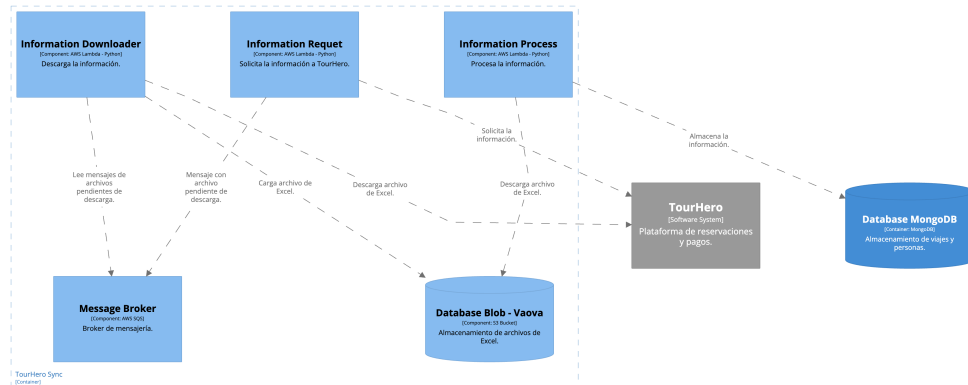 Information Downloader
[Component: AWS Lambda - Python]
Descarga la información.
Information Requet
[Component: AWS Lambda - Python]
Solicita la información a TourHero.
Information Process
[Component: AWS Lambda - Python]
Procesa la información.
Solicita la
información.
Almacena la
información.
Lee mensajes de
archivos
pendientes de
descarga.
Mensaje con
archivo
pendiente de
descarga.
Carga archivo de
Excel.
Descarga archivo
de Excel.
Descarga archivo
de Excel.
TourHero
[Software System]
Plataforma de reservaciones
y pagos.
Database MongoDB
[Container: MongoDB]
Almacenamiento de viajes y
personas.
Message Broker
[Component: AWS SQS]
Broker de mensajería.
Database Blob - Vaova
[Component: S3 Bucket]
Almacenamiento de archivos de
Excel.
TourHero Sync
[Container]